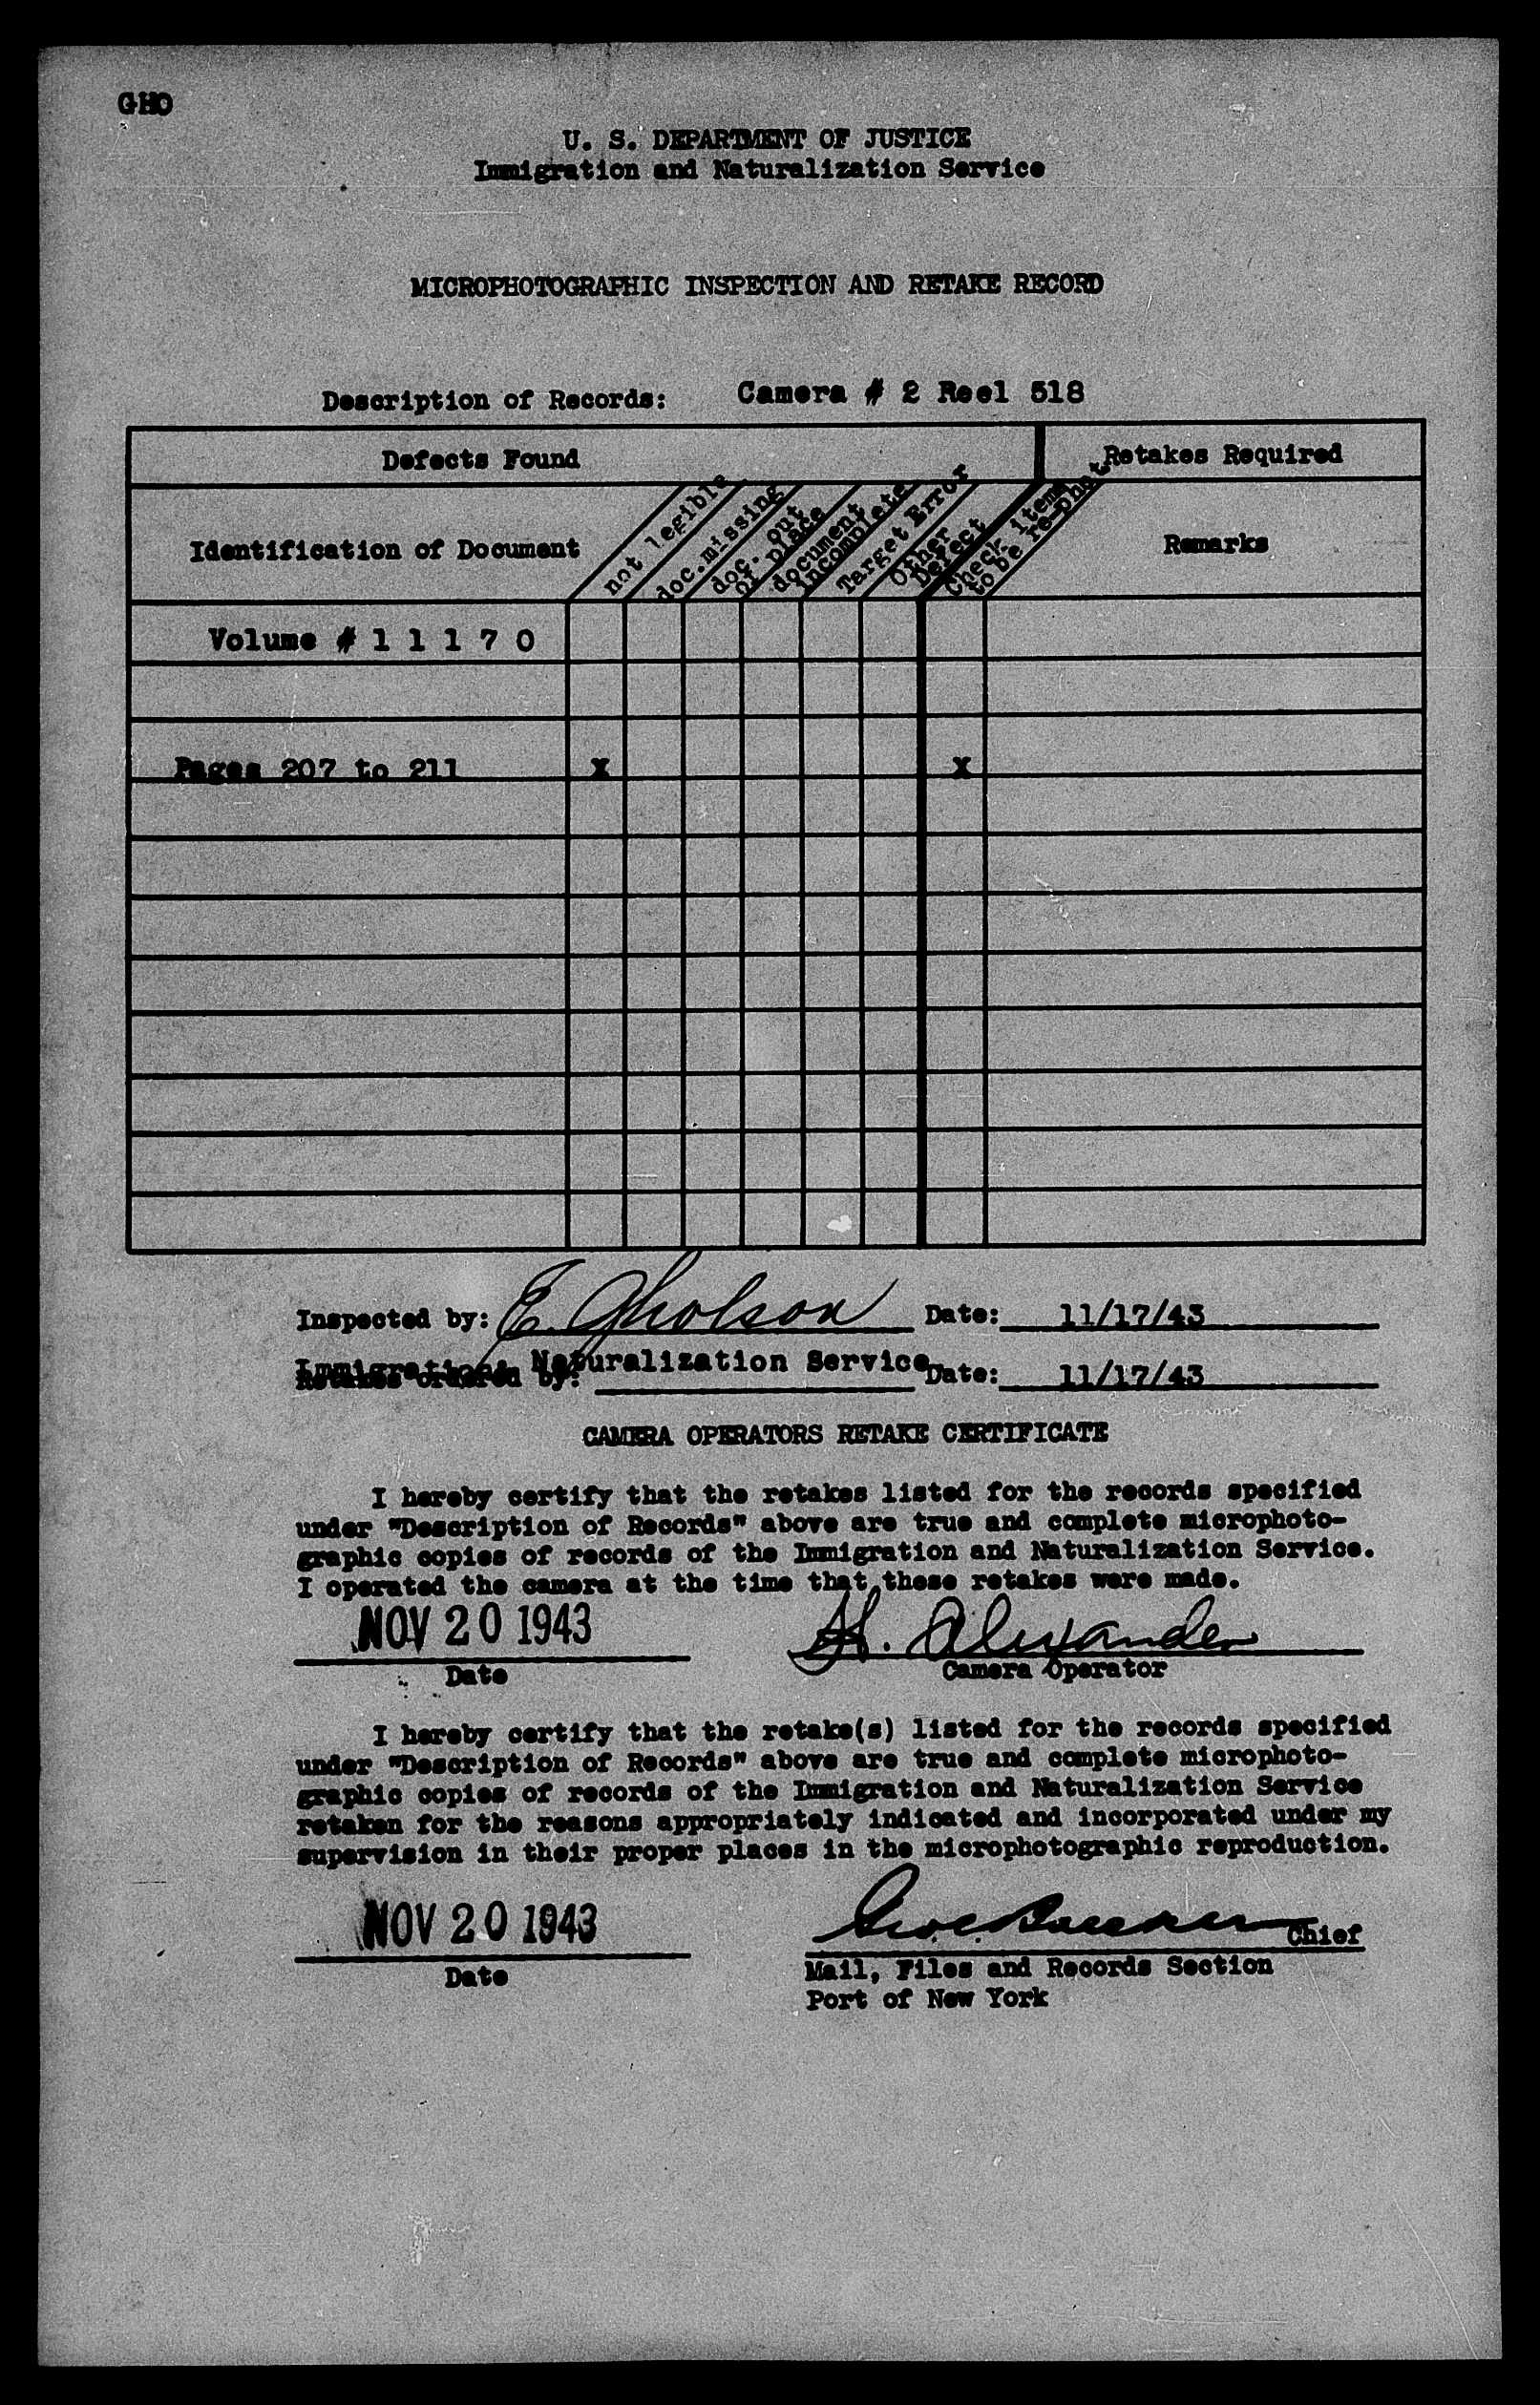 GHO
U. S. DEPARTMENT OF JUSTICE
Immigration and Naturalization Service
MICROPHOTOGRAPHIC INSPECTION AND RETAKE RECORD
Description of Records: Camera # 2 Reel 518
Defects Found
Retakes Required
Identification of Document
not legible
doc. missing
doc. out
of place
document
incomplete
Target Error
Other
Defect
Check items
to be re-phot
Remarks
Volume # 1 1 1 7 0
Pages 207 to 211 X X
Inspected by: E. Gholson Date: 11/17/43
Immigration & Naturalization Service
Retakes ordered by: Date: 11/17/43
CAMERA OPERATORS RETAKE CERTIFICATE
I hereby certify that the retakes listed for the records specified
under "Description of Records" above are true and complete microphoto-
graphic copies of records of the Immigration and Naturalization Service.
I operated the camera at the time that these retakes were made.
NOV 20 1943 H. Alexander
Date Camera Operator
I hereby certify that the retake(s) listed for the records specified
under "Description of Records" above are true and complete microphoto-
graphic copies of records of the Immigration and Naturalization Service
retaken for the reasons appropriately indicated and incorporated under my
supervision in their proper places in the microphotographic reproduction.
NOV 20 1943 Chief
Date
Mail, Files and Records Section
Port of New York